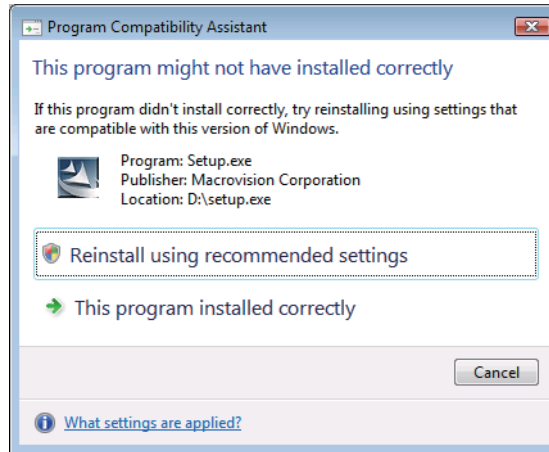 Program Compatibility Assistant
This program might not have installed correctly
If this program didn't install correctly, try reinstalling using settings that
are compatible with this version of Windows.
Program: Setup.exe
Publisher: Macrovision Corporation
Location: D:\setup.exe
Reinstall using recommended settings
This program installed correctly
Cancel
What settings are applied?